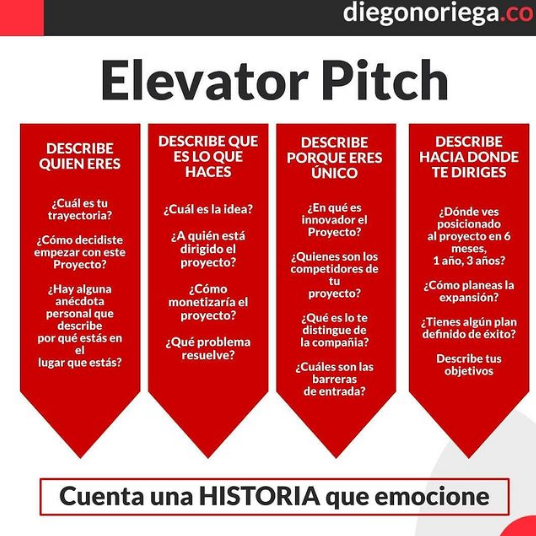 diegonoriega.co
Elevator Pitch
DESCRIBE
QUIEN ERES
¿Cuál es tu
trayectoria?
¿Cómo decidiste
empezar con este
Proyecto?
¿Hay alguna
anécdota
personal que
describe
por qué estás en
el
lugar que estás?
DESCRIBE QUE
ES LO QUE
HACES
¿Cuál es la idea?
¿A quién está
dirigido el
proyecto?
¿Cómo
monetizaría el
proyecto?
¿Qué problema
resuelve?
DESCRIBE
PORQUE ERES
ÚNICO
¿En qué es
innovador el
Proyecto?
¿Quienes son los
competidores de
tu
proyecto?
¿Qué es lo te
distingue de
la compañia?
¿Cuáles son las
barreras
de entrada?
DESCRIBE
HACIA DONDE
TE DIRIGES
¿Dónde ves
posicionado
al proyecto en 6
meses,
1 año, 3 años?
¿Cómo planeas la
expansión?
¿Tienes algún plan
definido de éxito?
Describe tus
objetivos
Cuenta una HISTORIA que emocione